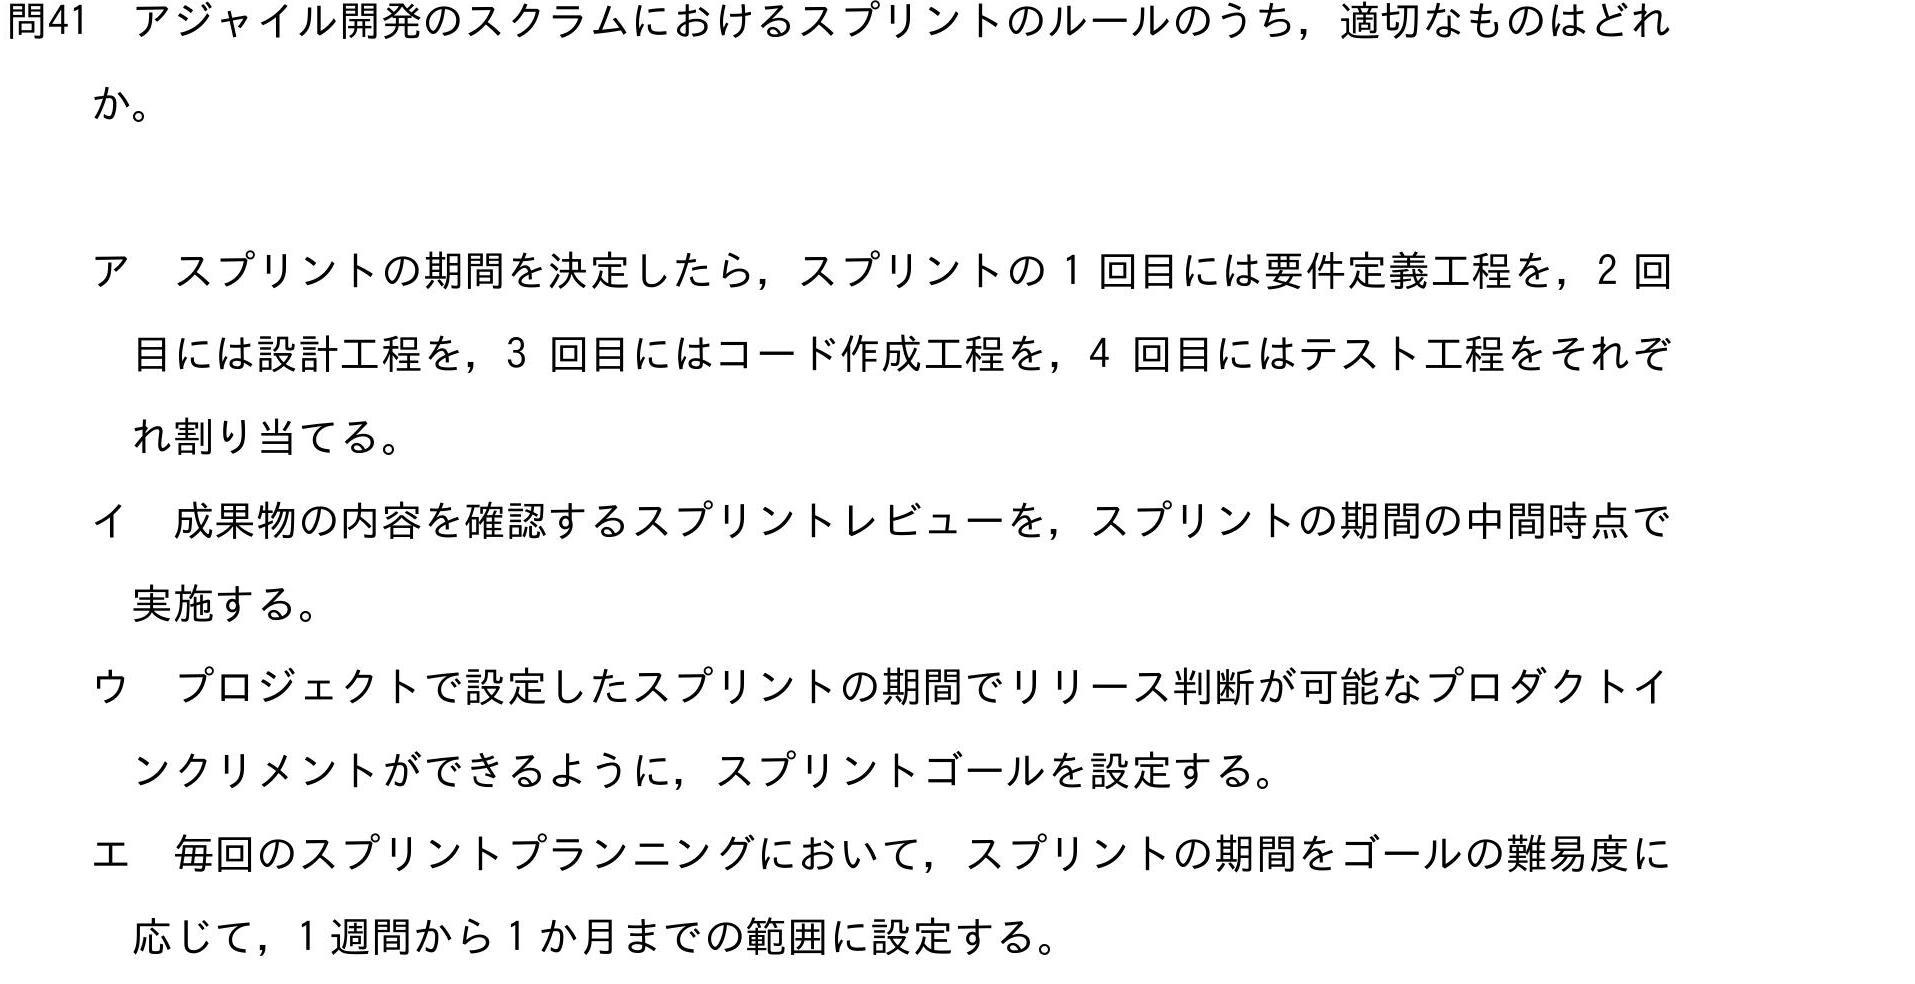 問41 アジャイル開発のスクラムにおけるスプリントのルールのうち，適切なものはどれ
か。
ア スプリントの期間を決定したら，スプリントの 1 回目には要件定義工程を，2 回
目には設計工程を，3 回目にはコード作成工程を，4 回目にはテスト工程をそれぞ
れ割り当てる。
イ 成果物の内容を確認するスプリントレビューを，スプリントの期間の中間時点で
実施する。
ウ プロジェクトで設定したスプリントの期間でリリース判断が可能なプロダクトイ
ンクリメントができるように，スプリントゴールを設定する。
エ 毎回のスプリントプランニングにおいて，スプリントの期間をゴールの難易度に
応じて，1 週間から 1 か月までの範囲に設定する。